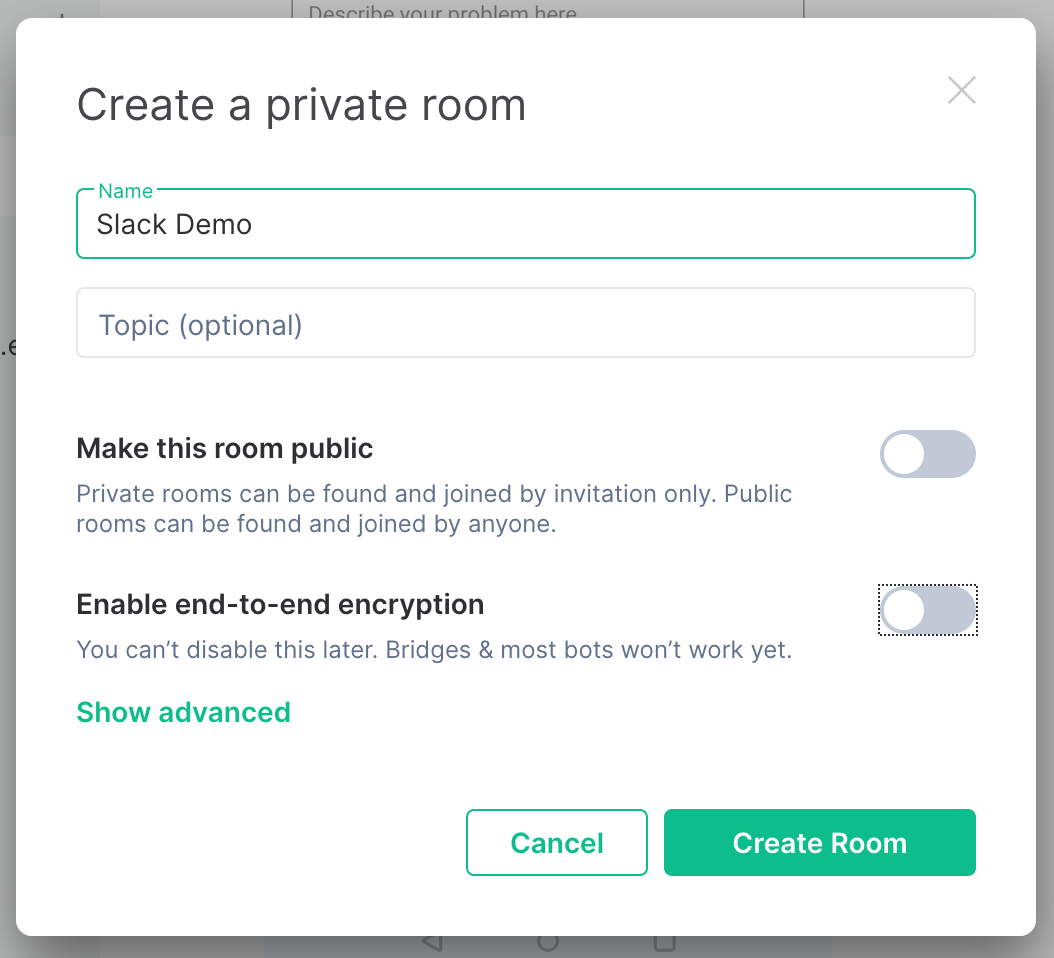 Describe your problem here
Create a private room
Name
Slack Demo
Topic (optional)
.e
Make this room public
Private rooms can be found and joined by invitation only. Public
rooms can be found and joined by anyone.
Enable end-to-end encryption
You can’t disable this later. Bridges & most bots won’t work yet.
Show advanced
Cancel
Create Room